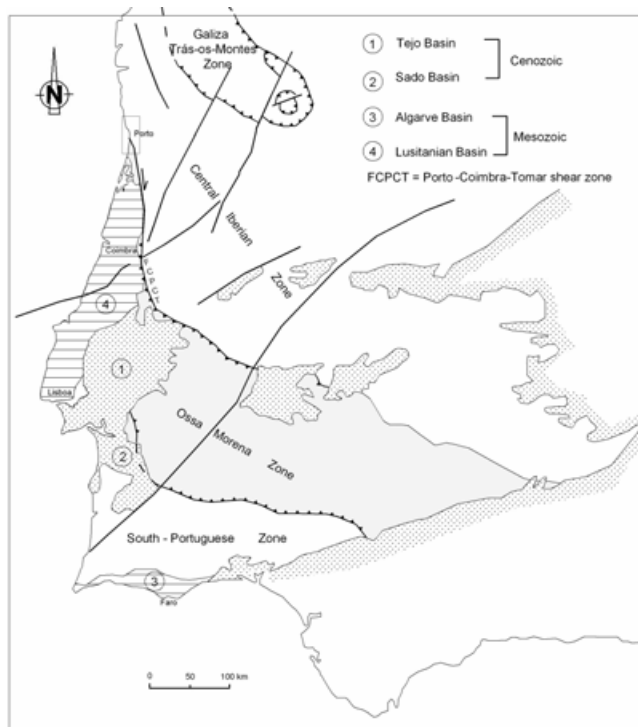 Galiza
Trás-os-Montes
Zone
1 Tejo Basin
Cenozoic
2 Sado Basin
3 Algarve Basin
Mesozoic
4 Lusitanian Basin
FCPCT = Porto -Coimbra-Tomar shear zone
N
Porto
Central
Iberian
Zone
Coimbra
F C P C T
4
1
Lisboa
Ossa Morena Zone
2
South - Portuguese Zone
3
Faro
0 50 100 km